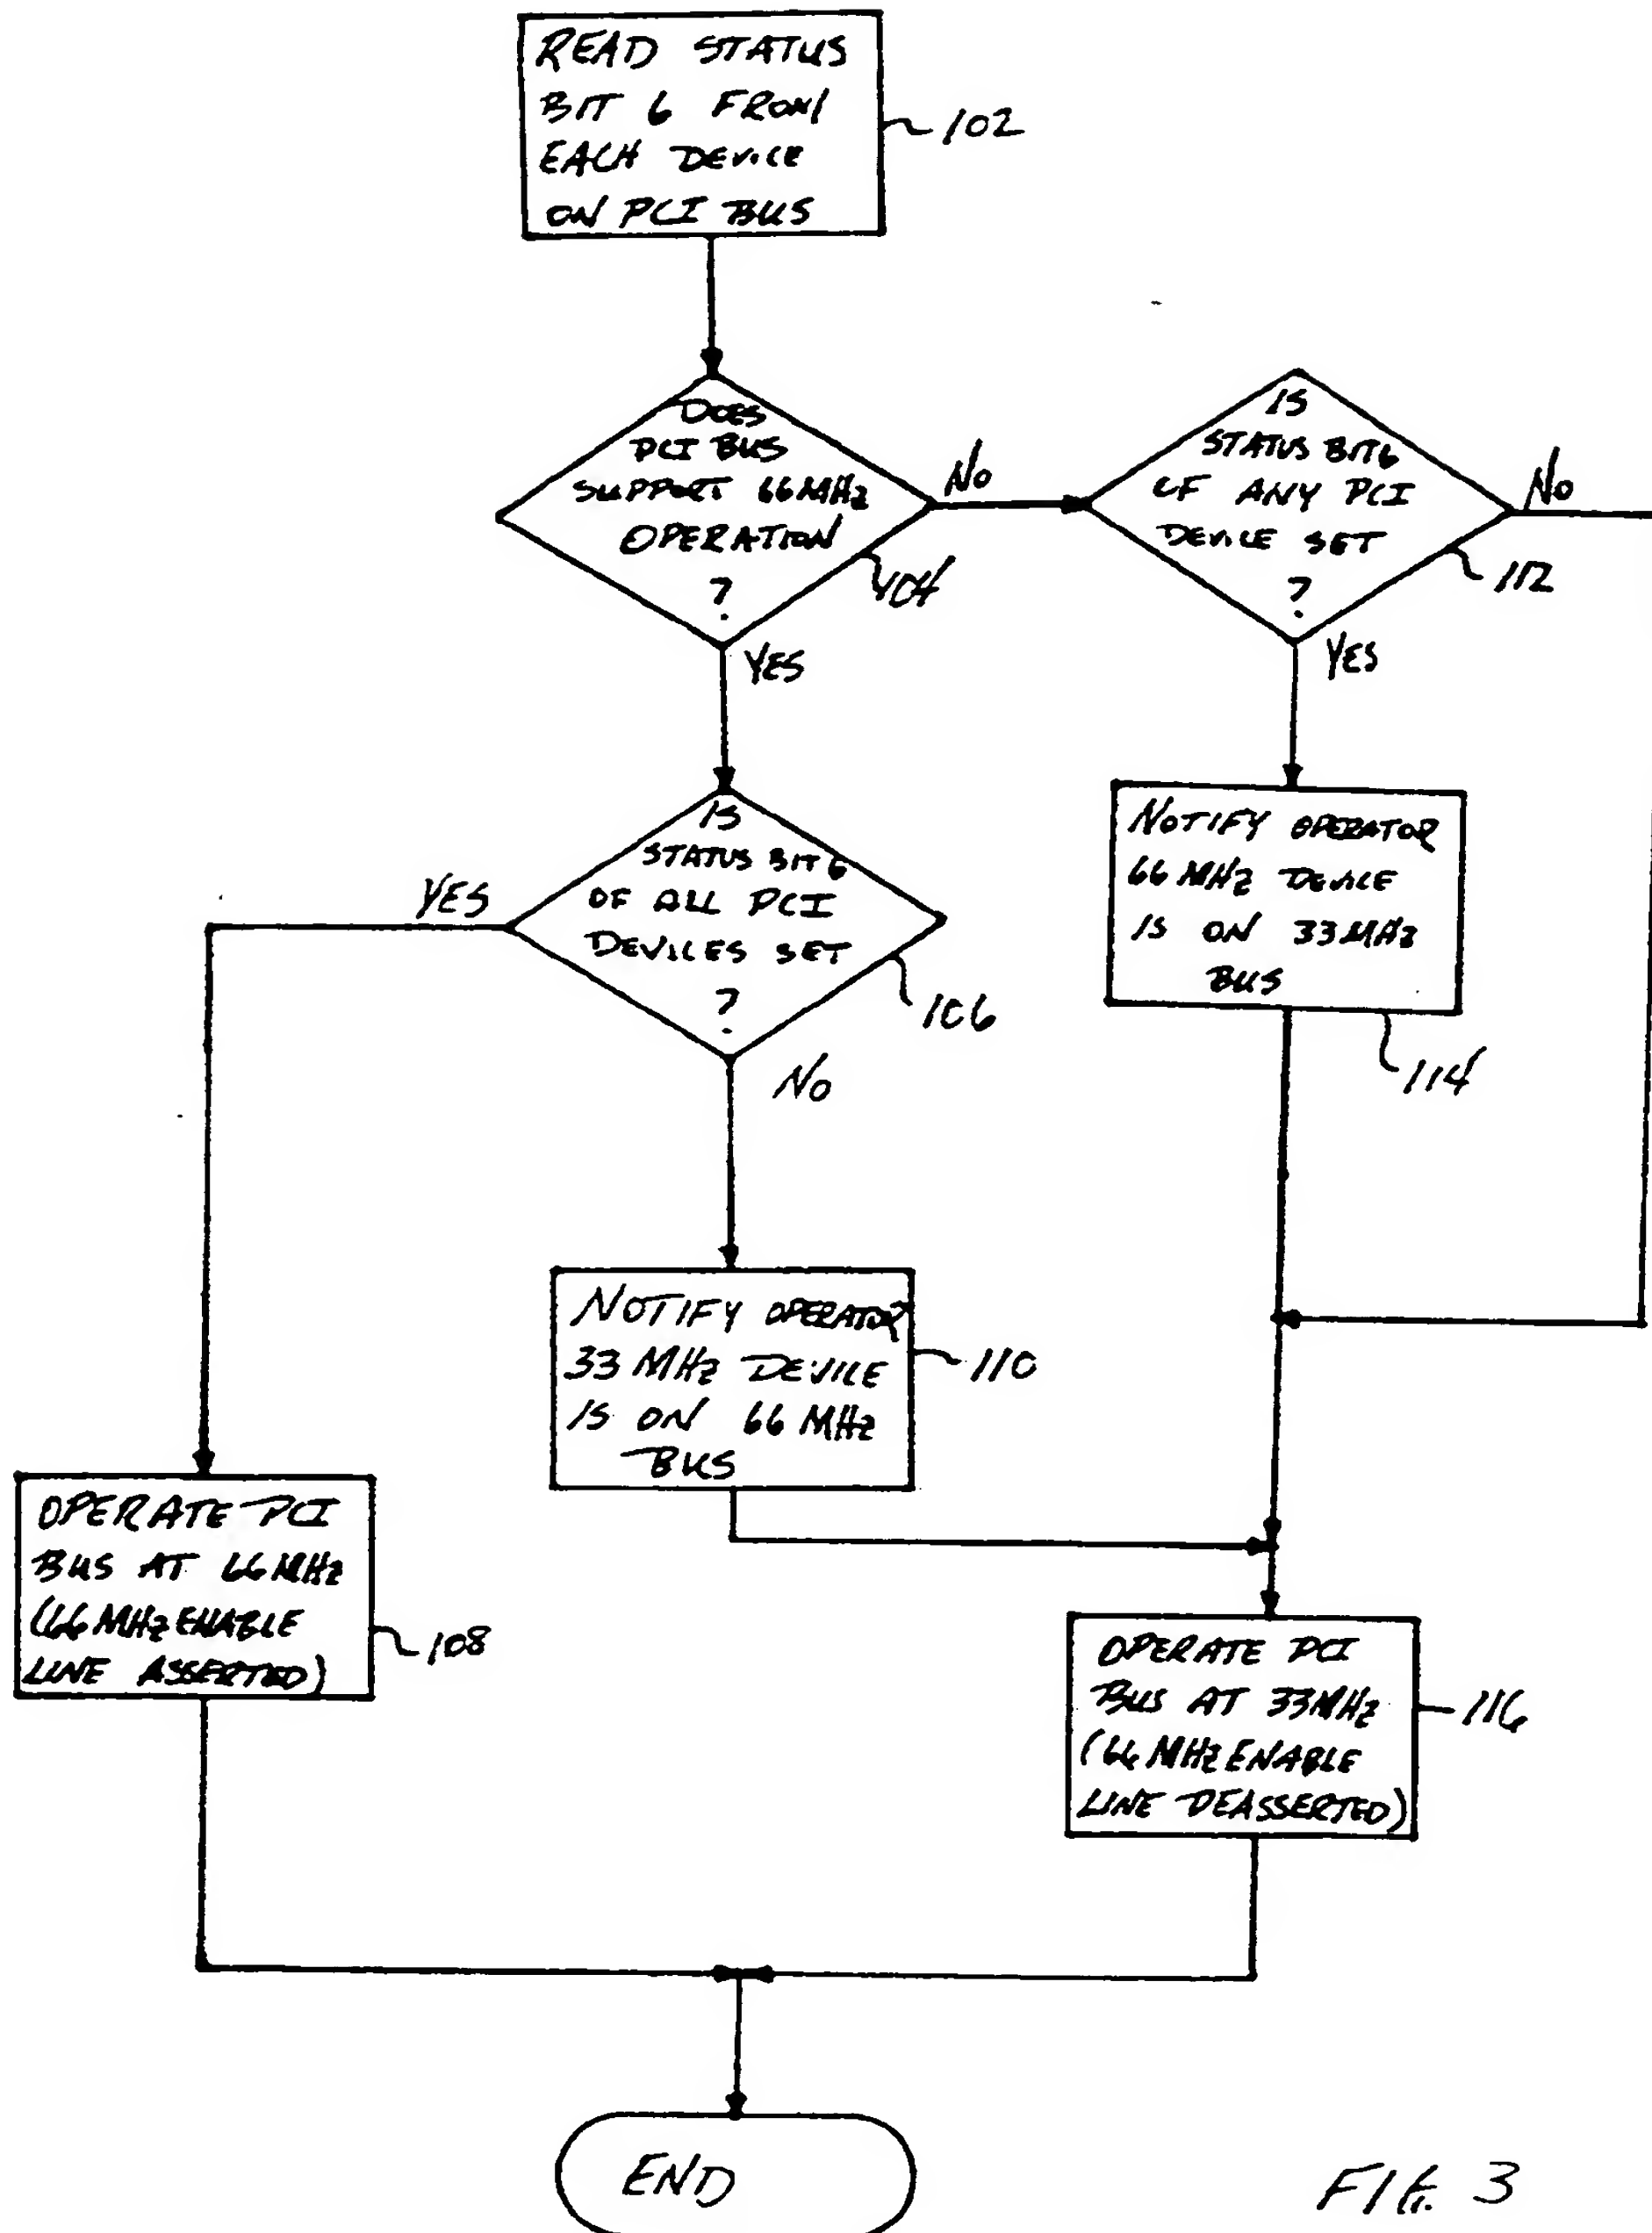 READ STATUS
BIT 6 FROM
EACH DEVICE
ON PCI BUS
102
DOES
PCI BUS
SUPPORT 66MHz
OPERATION
?
104
NO
YES
IS
STATUS BIT 6
OF ANY PCI
DEVICE SET
?
112
NO
YES
IS
STATUS BIT 6
OF ALL PCI
DEVICES SET
?
106
YES
NO
NOTIFY OPERATOR
66 MHz DEVICE
IS ON 33MHz
BUS
114
NOTIFY OPERATOR
33 MHz DEVICE
IS ON 66 MHz
BUS
110
OPERATE PCI
BUS AT 66MHz
(66 MHz ENABLE
LINE ASSERTED)
108
OPERATE PCI
BUS AT 33MHz
(66 MHz ENABLE
LINE DEASSERTED)
116
END
FIG. 3